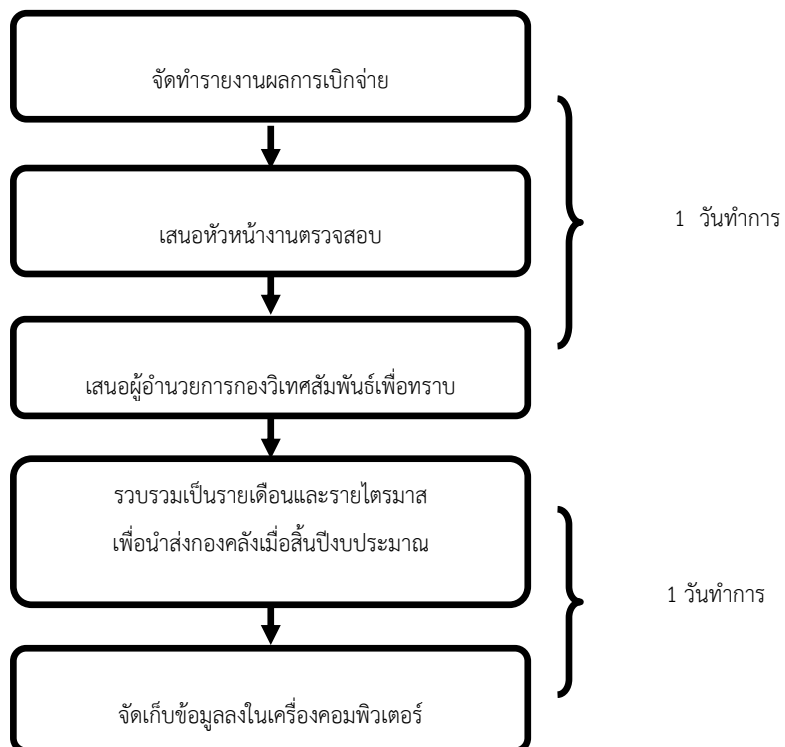 จัดทำรายงานผลการเบิกจ่าย
เสนอหัวหน้างานตรวจสอบ
1 วันทำการ
เสนอผู้อำนวยการกองวิเทศสัมพันธ์เพื่อทราบ
รวบรวมเป็นรายเดือนและรายไตรมาส
เพื่อนำส่งกองคลังเมื่อสิ้นปีงบประมาณ
1 วันทำการ
จัดเก็บข้อมูลลงในเครื่องคอมพิวเตอร์